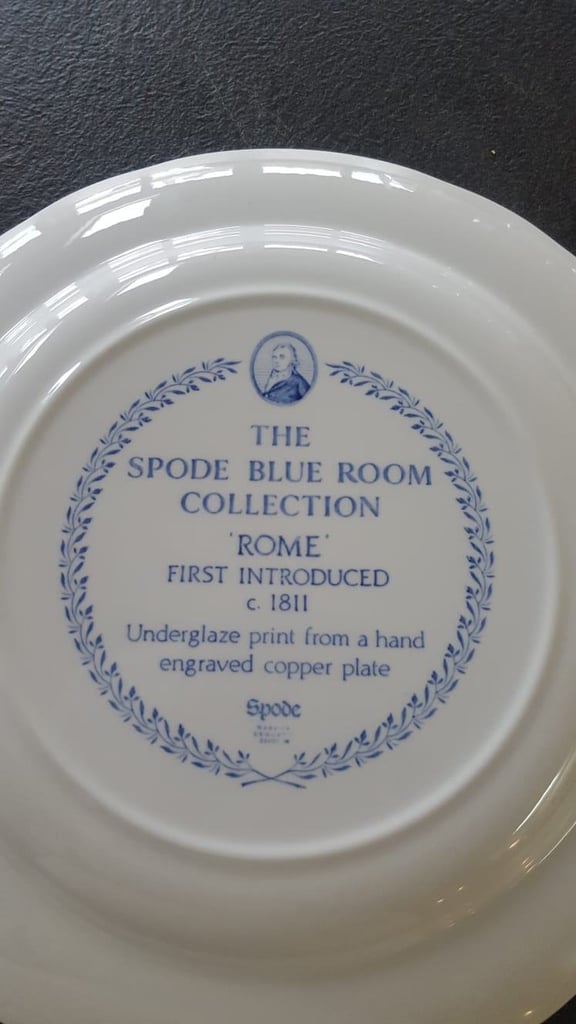 THE
SPODE BLUE ROOM
COLLECTION
'ROME'
FIRST INTRODUCED
c. 1811
Underglaze print from a hand
engraved copper plate
Spode